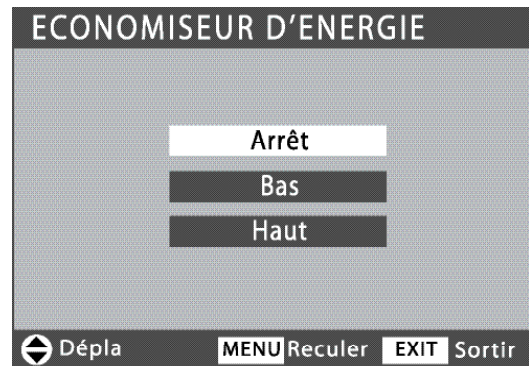 ECONOMISEUR D'ENERGIE
Arrêt
Bas
Haut
Dépla MENU Reculer EXIT Sortir